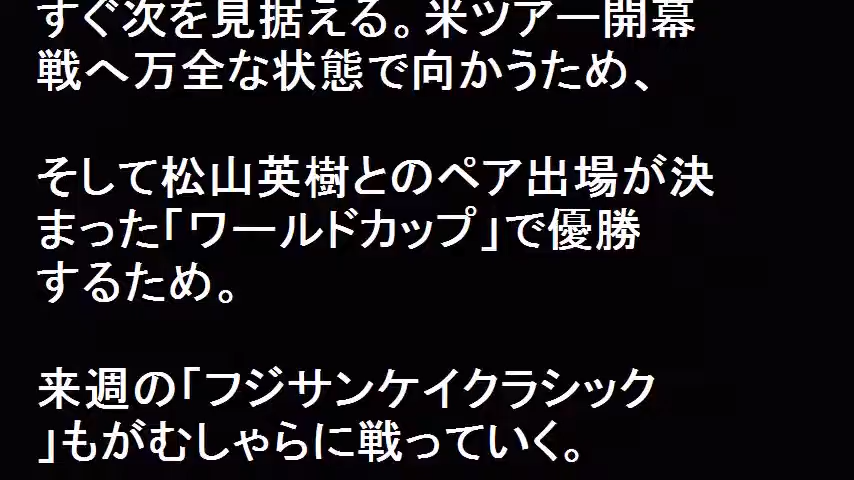 すぐ次を見据える。米ツアー開幕
戦へ万全な状態で向かうため、
そして松山英樹とのペア出場が決
まった｢ワールドカップ｣で優勝
するため。
来週の｢フジサンケイクラシック
｣もがむしゃらに戦っていく。